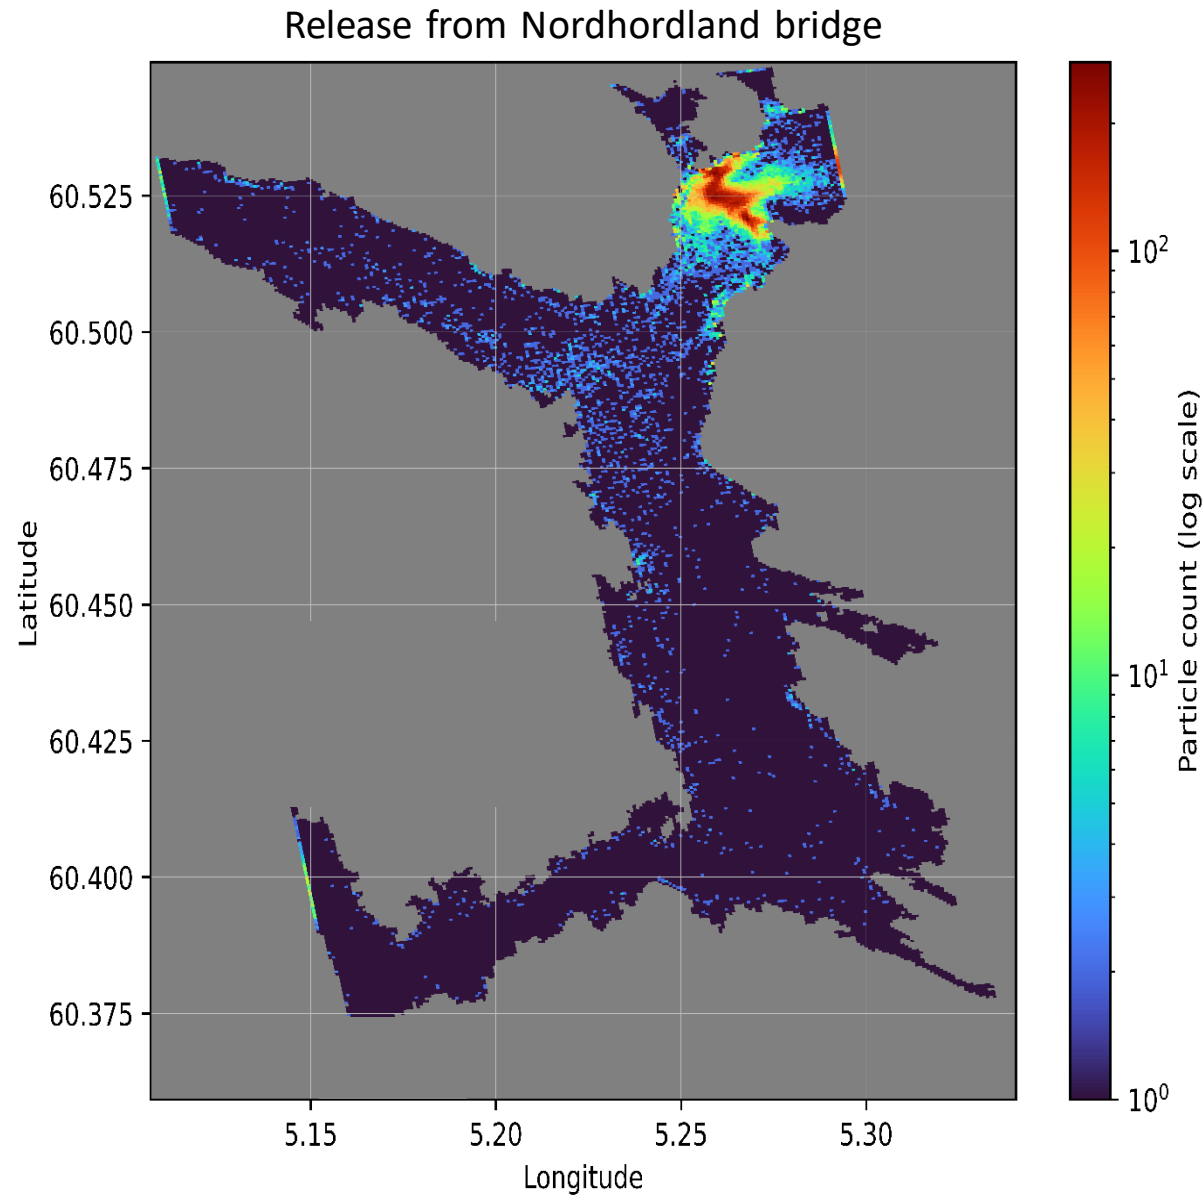 Release from Nordhordland bridge
60.525
60.500
60.475
60.450
60.425
60.400
60.375
Latitude
5.15 5.20 5.25 5.30
Longitude
10²
10¹
10⁰
Particle count (log scale)